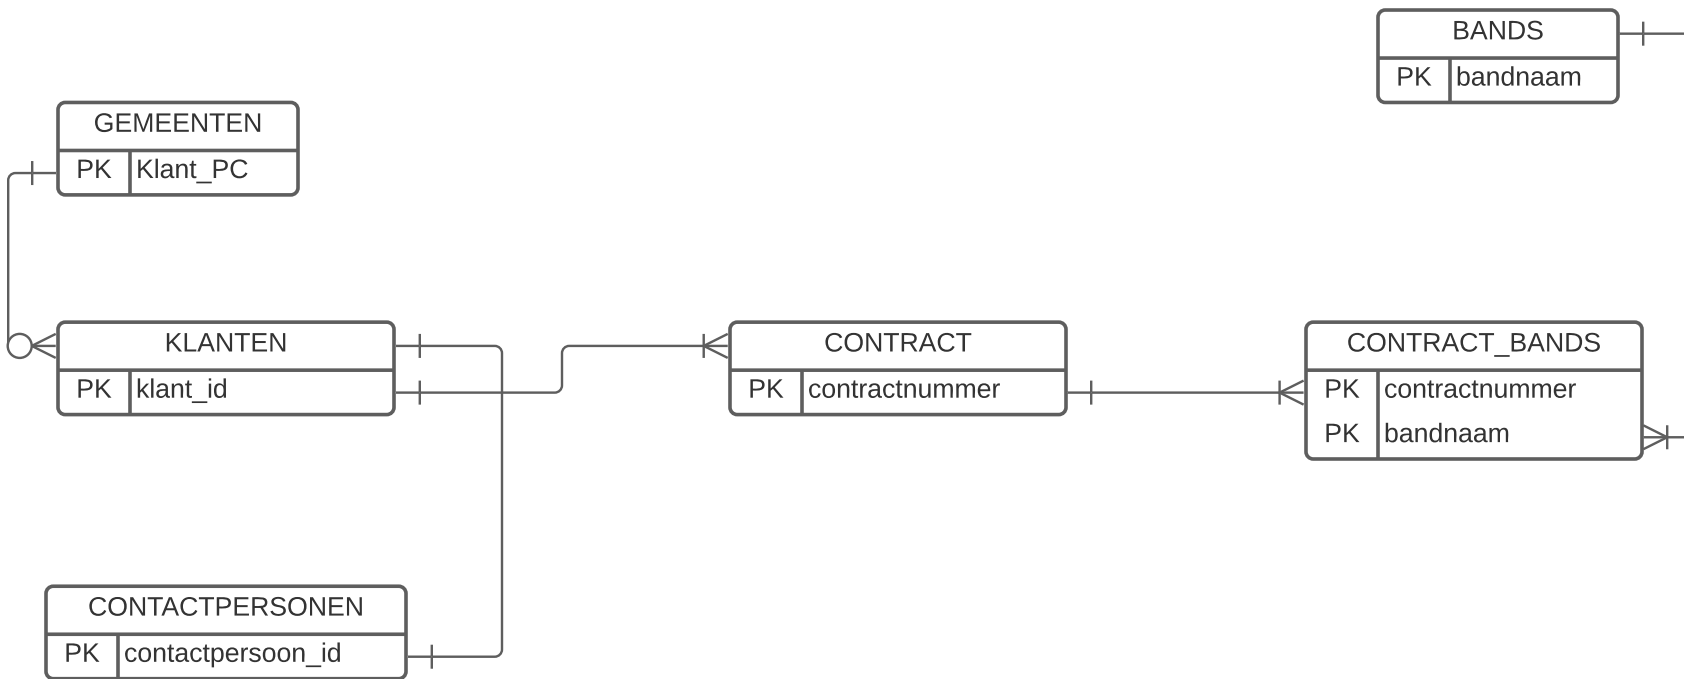 BANDS
PK bandnaam
GEMEENTEN
PK Klant_PC
KLANTEN
PK klant_id
CONTRACT
PK contractnummer
CONTRACT_BANDS
PK contractnummer
PK bandnaam
CONTACTPERSONEN
PK contactpersoon_id